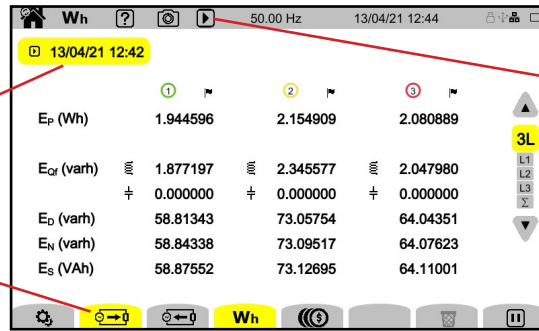 Wh ? 50.00 Hz 13/04/21 12:44
13/04/21 12:42
1 2 3
EP (Wh) 1.944596 2.154909 2.080889
3L
EQf (varh) 1.877197 2.345577 2.047980
L1
0.000000 0.000000 0.000000
L2
L3
Σ
ED (varh) 58.81343 73.05754 64.04351
EN (varh) 58.84338 73.09517 64.07623
ES (VAh) 58.87552 73.12695 64.11001
Wh $